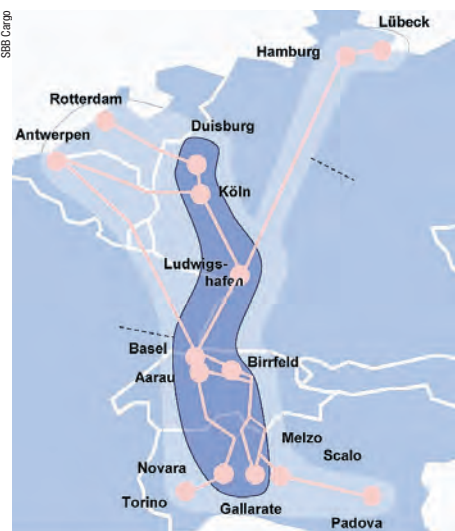 SBB Cargo
Lübeck
Hamburg
Rotterdam
Antwerpen
Duisburg
Köln
Ludwigs-
hafen
Basel
Birrfeld
Aarau
Melzo
Scalo
Novara
Torino
Gallarate
Padova